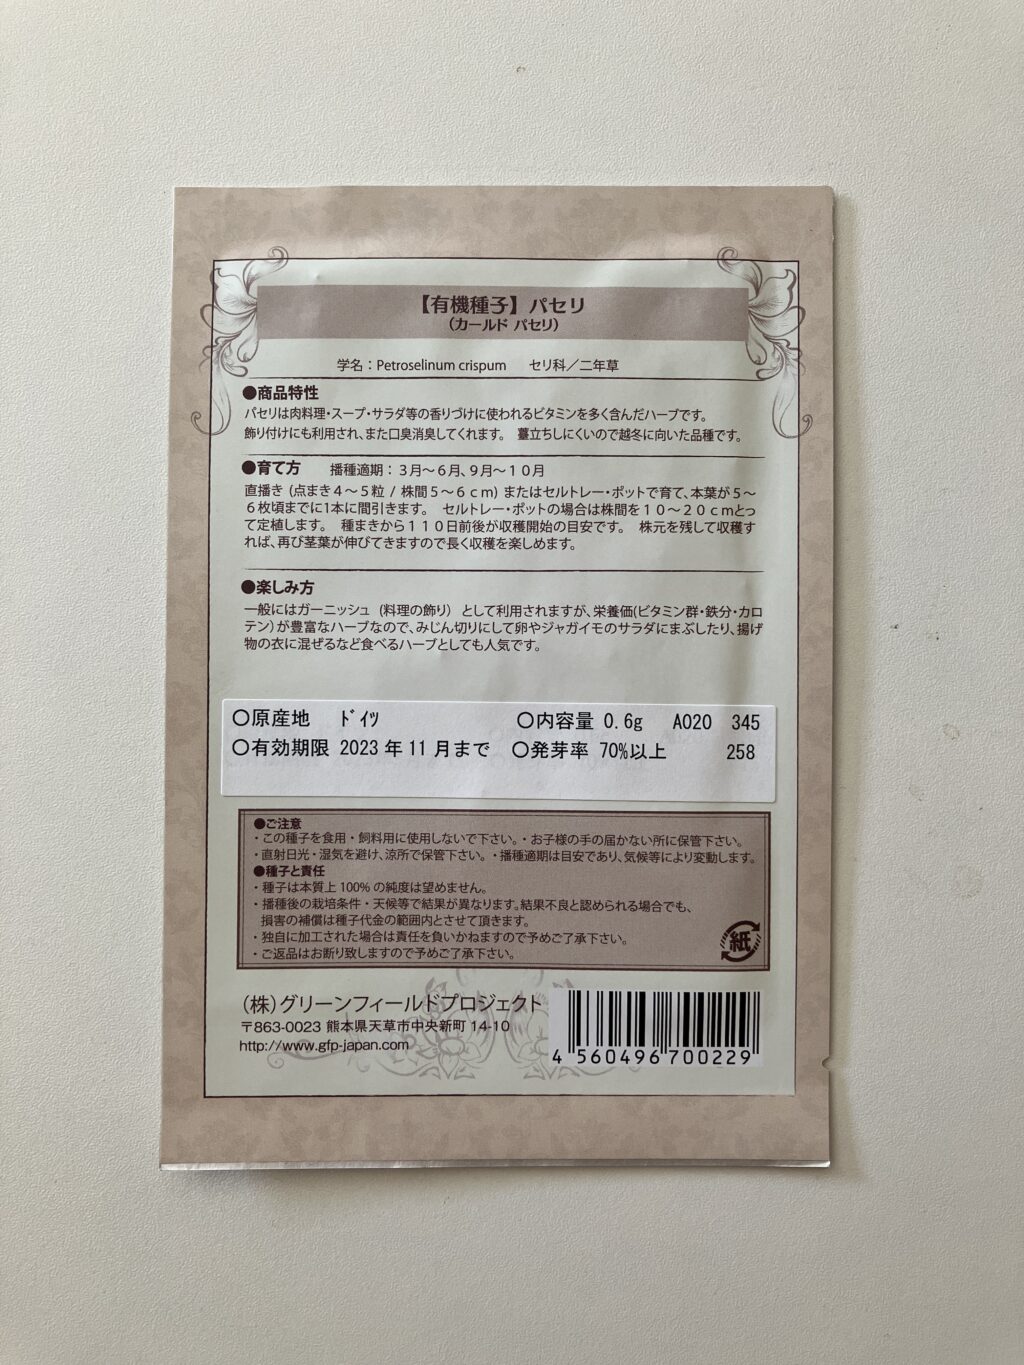 【有機種子】パセリ
（カールド パセリ）
学名：Petroselinum crispum　セリ科／二年草
●商品特性
パセリは肉料理・スープ・サラダ等の香りづけに使われるビタミンを多く含んだハーブです。
飾り付けにも利用され、また口臭消臭してくれます。　薹立ちしにくいので越冬に向いた品種です。
●育て方　播種適期：３月～６月、９月～１０月
直播き (点まき４～５粒 / 株間５～６ｃｍ) またはセルトレー・ポットで育て、本葉が５～
６枚頃までに1本に間引きます。　セルトレー・ポットの場合は株間を１０～２０ｃｍとっ
て定植します。　種まきから１１０日前後が収穫開始の目安です。　株元を残して収穫す
れば、再び茎葉が伸びてきますので長く収穫を楽しめます。
●楽しみ方
一般にはガーニッシュ (料理の飾り) として利用されますが、栄養価(ビタミン群・鉄分・カロ
テン)が豊富なハーブなので、みじん切りにして卵やジャガイモのサラダにまぶしたり、揚げ
物の衣に混ぜるなど食べるハーブとしても人気です。
〇原産地　ﾄﾞｲﾂ　〇内容量 0.6g　A020　345
〇有効期限 2023 年 11 月まで　〇発芽率 70%以上　258
●ご注意
・この種子を食用・飼料用に使用しないで下さい。・お子様の手の届かない所に保管下さい。
・直射日光・湿気を避け、涼所で保管下さい。・播種適期は目安であり、気候等により変動します。
●種子と責任
・種子は本質上 100% の純度は望めません。
・播種後の栽培条件・天候等で結果が異なります。結果不良と認められる場合でも、
損害の補償は種子代金の範囲内とさせて頂きます。
・独自に加工された場合は責任を負いかねますので予めご了承下さい。
・ご返品はお断り致しますので予めご了承下さい。
紙
（株）グリーンフィールドプロジェクト
〒863-0023 熊本県天草市中央新町 14-10
http://www.gfp-japan.com
4 560496 700229